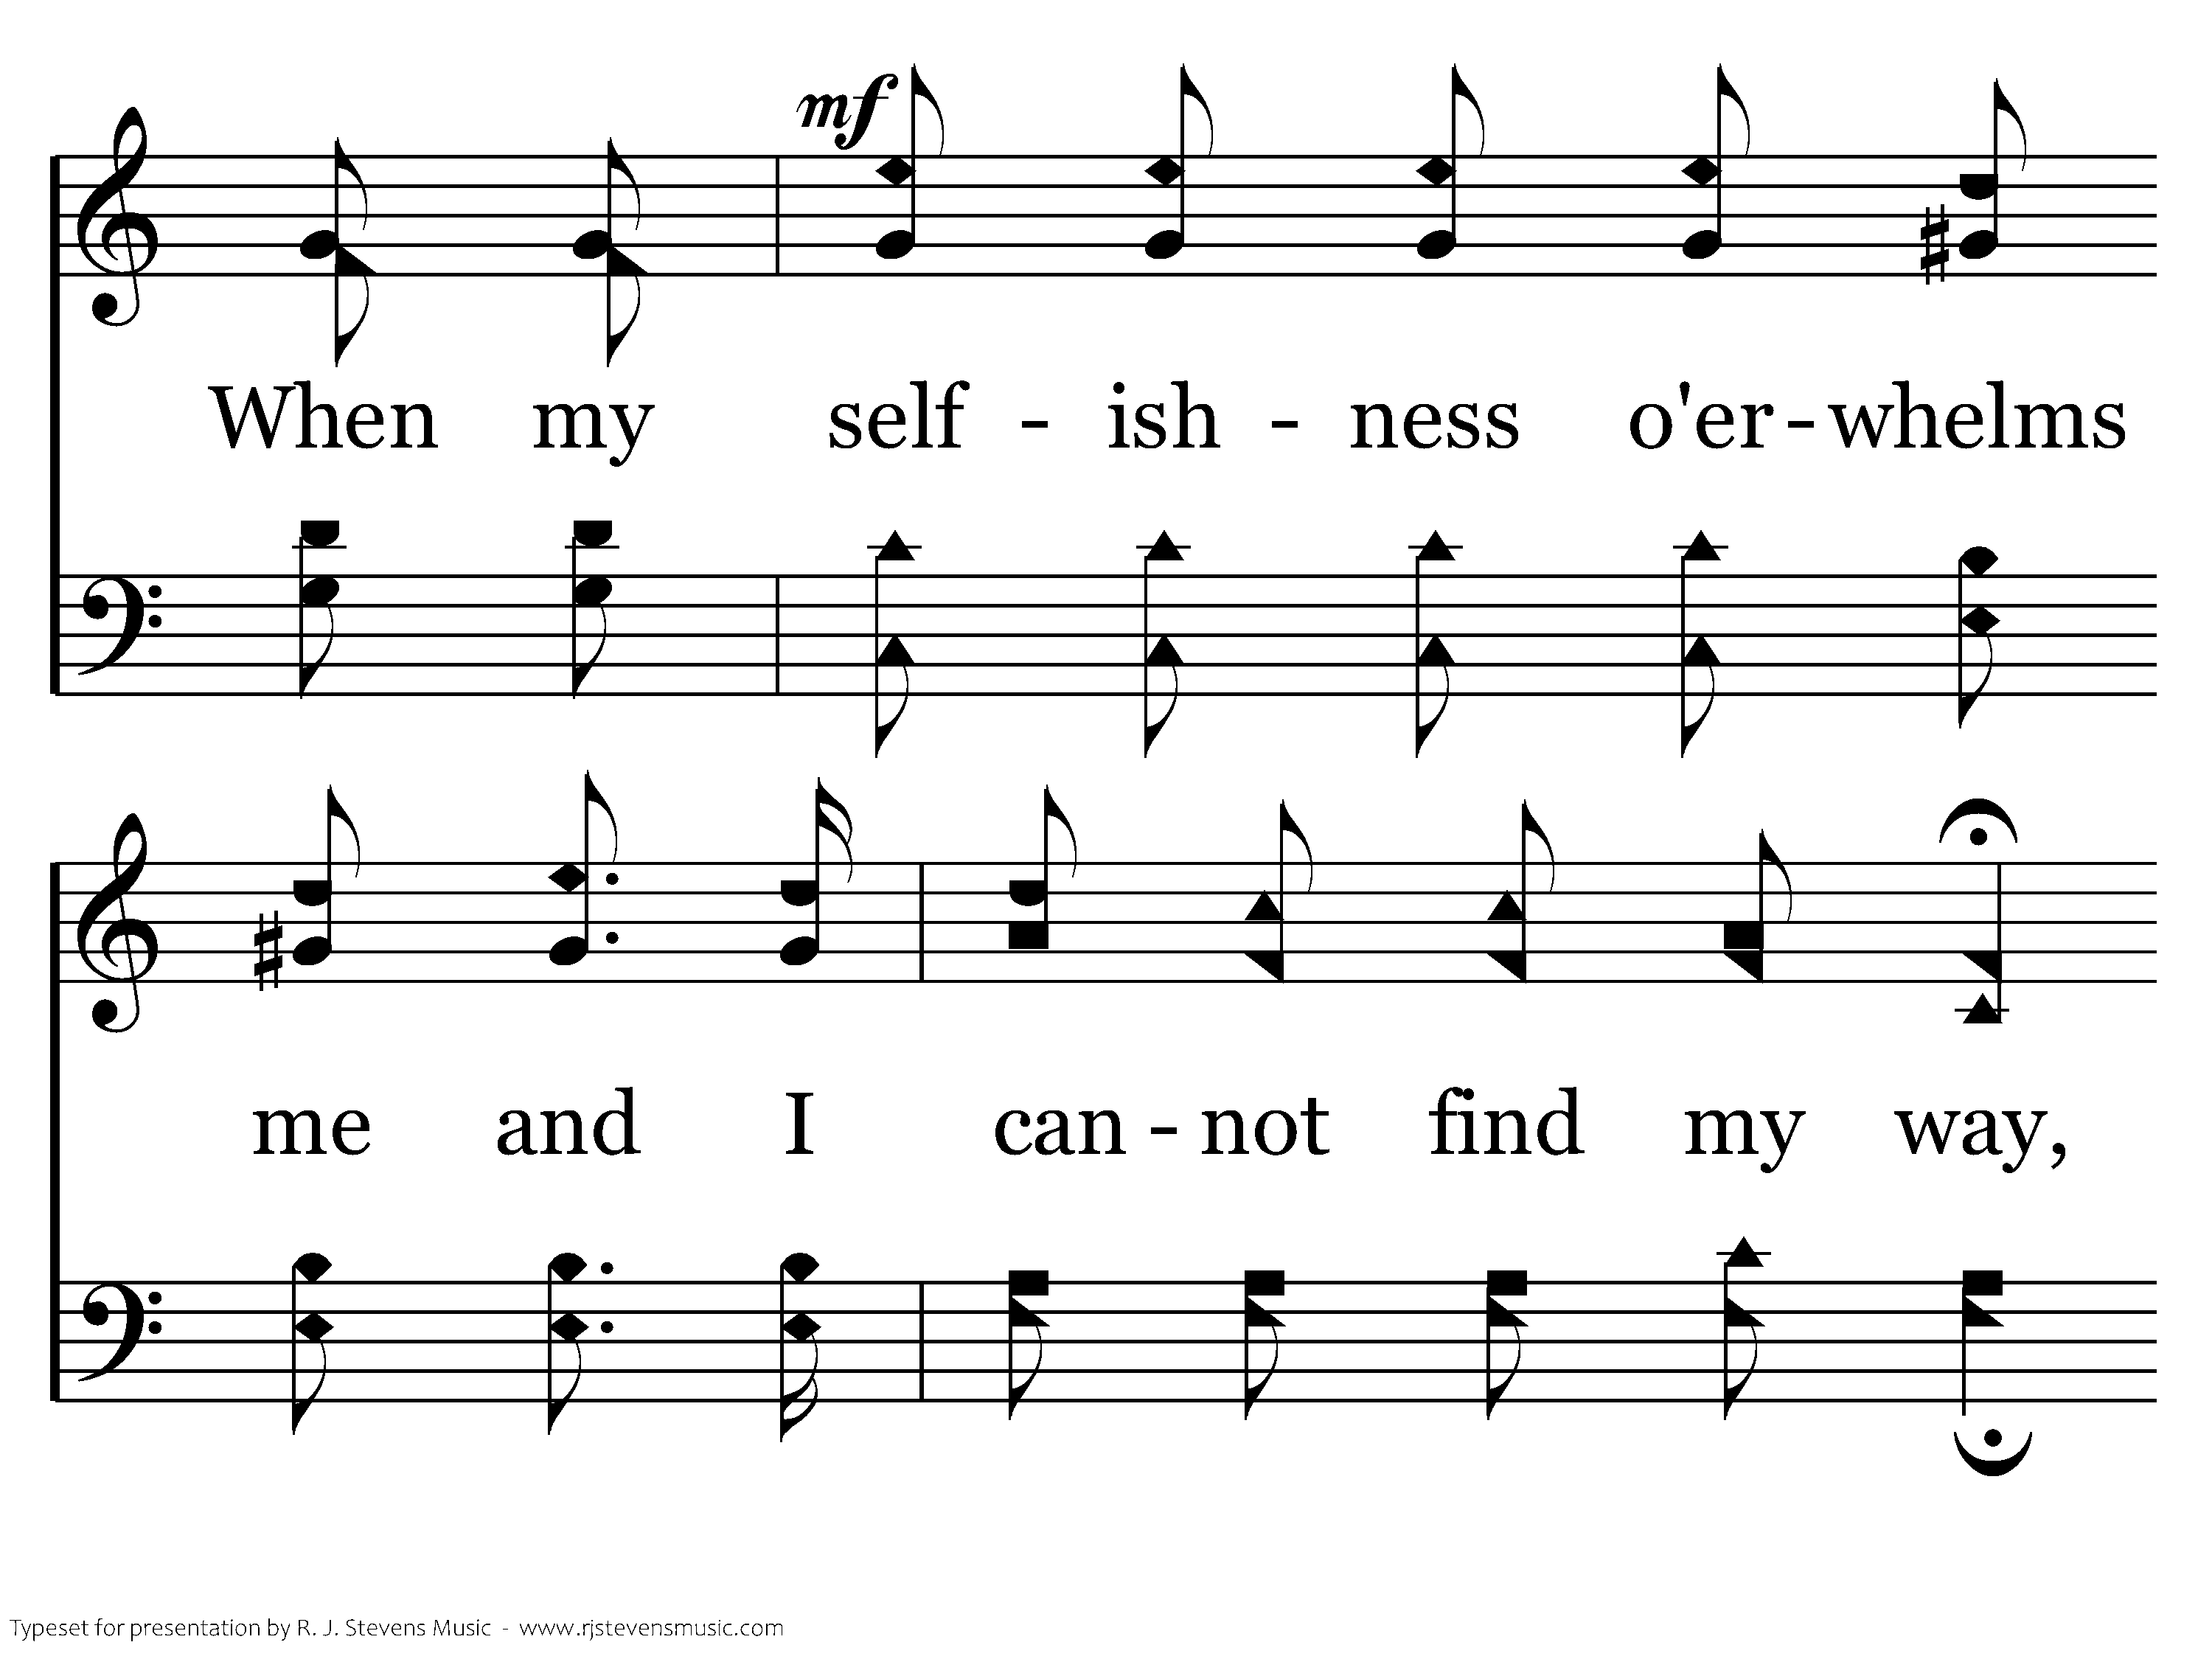 mf
When my self - ish - ness o'er - whelms
me and I can - not find my way,
Typeset for presentation by R. J. Stevens Music - www.rjstevensmusic.com